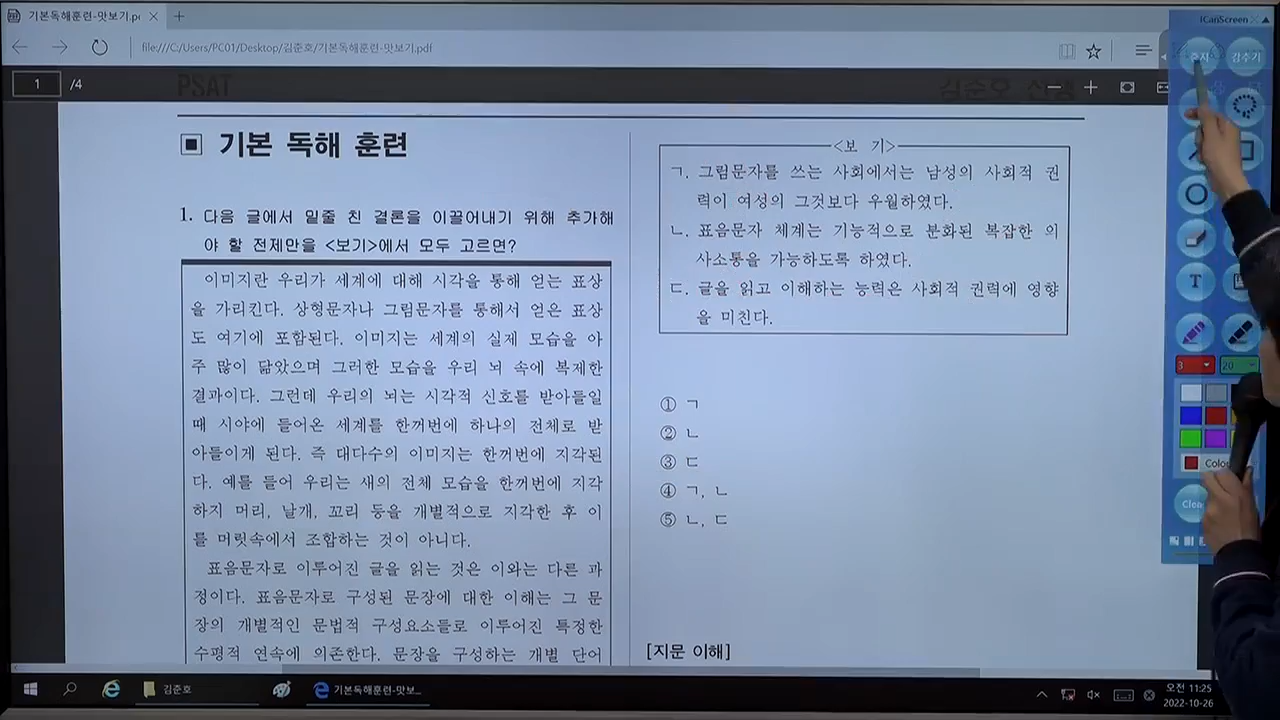 iCanScreen
기본독해훈련-맛보기.pd
file:///C:/Users/PC01/Desktop/김준호/기본독해훈련-맛보기.pdf
감추기
1 /4
PSAT
김준호 선생
기본 독해 훈련
1. 다음 글에서 밑줄 친 결론을 이끌어내기 위해 추가해
야 할 전제만을 <보기>에서 모두 고르면?
이미지란 우리가 세계에 대해 시각을 통해 얻는 표상
을 가리킨다. 상형문자나 그림문자를 통해서 얻은 표상
도 여기에 포함된다. 이미지는 세계의 실제 모습을 아
주 많이 닮았으며 그러한 모습을 우리 뇌 속에 복제한
결과이다. 그런데 우리의 뇌는 시각적 신호를 받아들일
때 시야에 들어온 세계를 한꺼번에 하나의 전체로 받
아들이게 된다. 즉 대다수의 이미지는 한꺼번에 지각된
다. 예를 들어 우리는 새의 전체 모습을 한꺼번에 지각
하지 머리, 날개, 꼬리 등을 개별적으로 지각한 후 이
를 머릿속에서 조합하는 것이 아니다.
표음문자로 이루어진 글을 읽는 것은 이와는 다른 과
정이다. 표음문자로 구성된 문장에 대한 이해는 그 문
장의 개별적인 문법적 구성요소들로 이루어진 특정한
수평적 연속에 의존한다. 문장을 구성하는 개별 단어
<보 기>
ㄱ. 그림문자를 쓰는 사회에서는 남성의 사회적 권
력이 여성의 그것보다 우월하였다.
ㄴ. 표음문자 체계는 기능적으로 분화된 복잡한 의
사소통을 가능하도록 하였다.
ㄷ. 글을 읽고 이해하는 능력은 사회적 권력에 영향
을 미친다.
① ㄱ
② ㄴ
③ ㄷ
④ ㄱ, ㄴ
⑤ ㄴ, ㄷ
[지문 이해]
T
3 20
김준호
기본독해훈련-맛보...
오전 11:25
2022-10-26